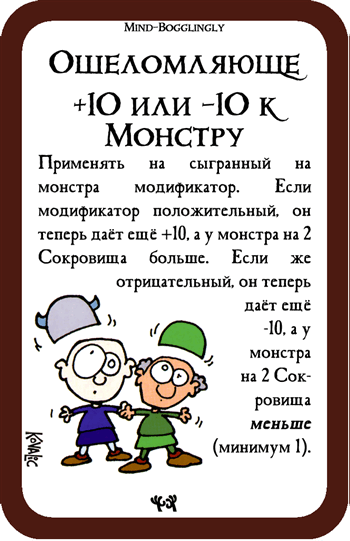 Mind-Bogglingly
Ошеломляюще
+10 или -10 к
Монстру
Применять на сыгранный на
монстра модификатор. Если
модификатор положительный, он
теперь даёт ещё +10, а у монстра на 2
Сокровища больше. Если же
отрицательный, он теперь
даёт ещё
-10, а у
монстра
на 2 Сок-
ровища
меньше
(минимум 1).
Kovalic